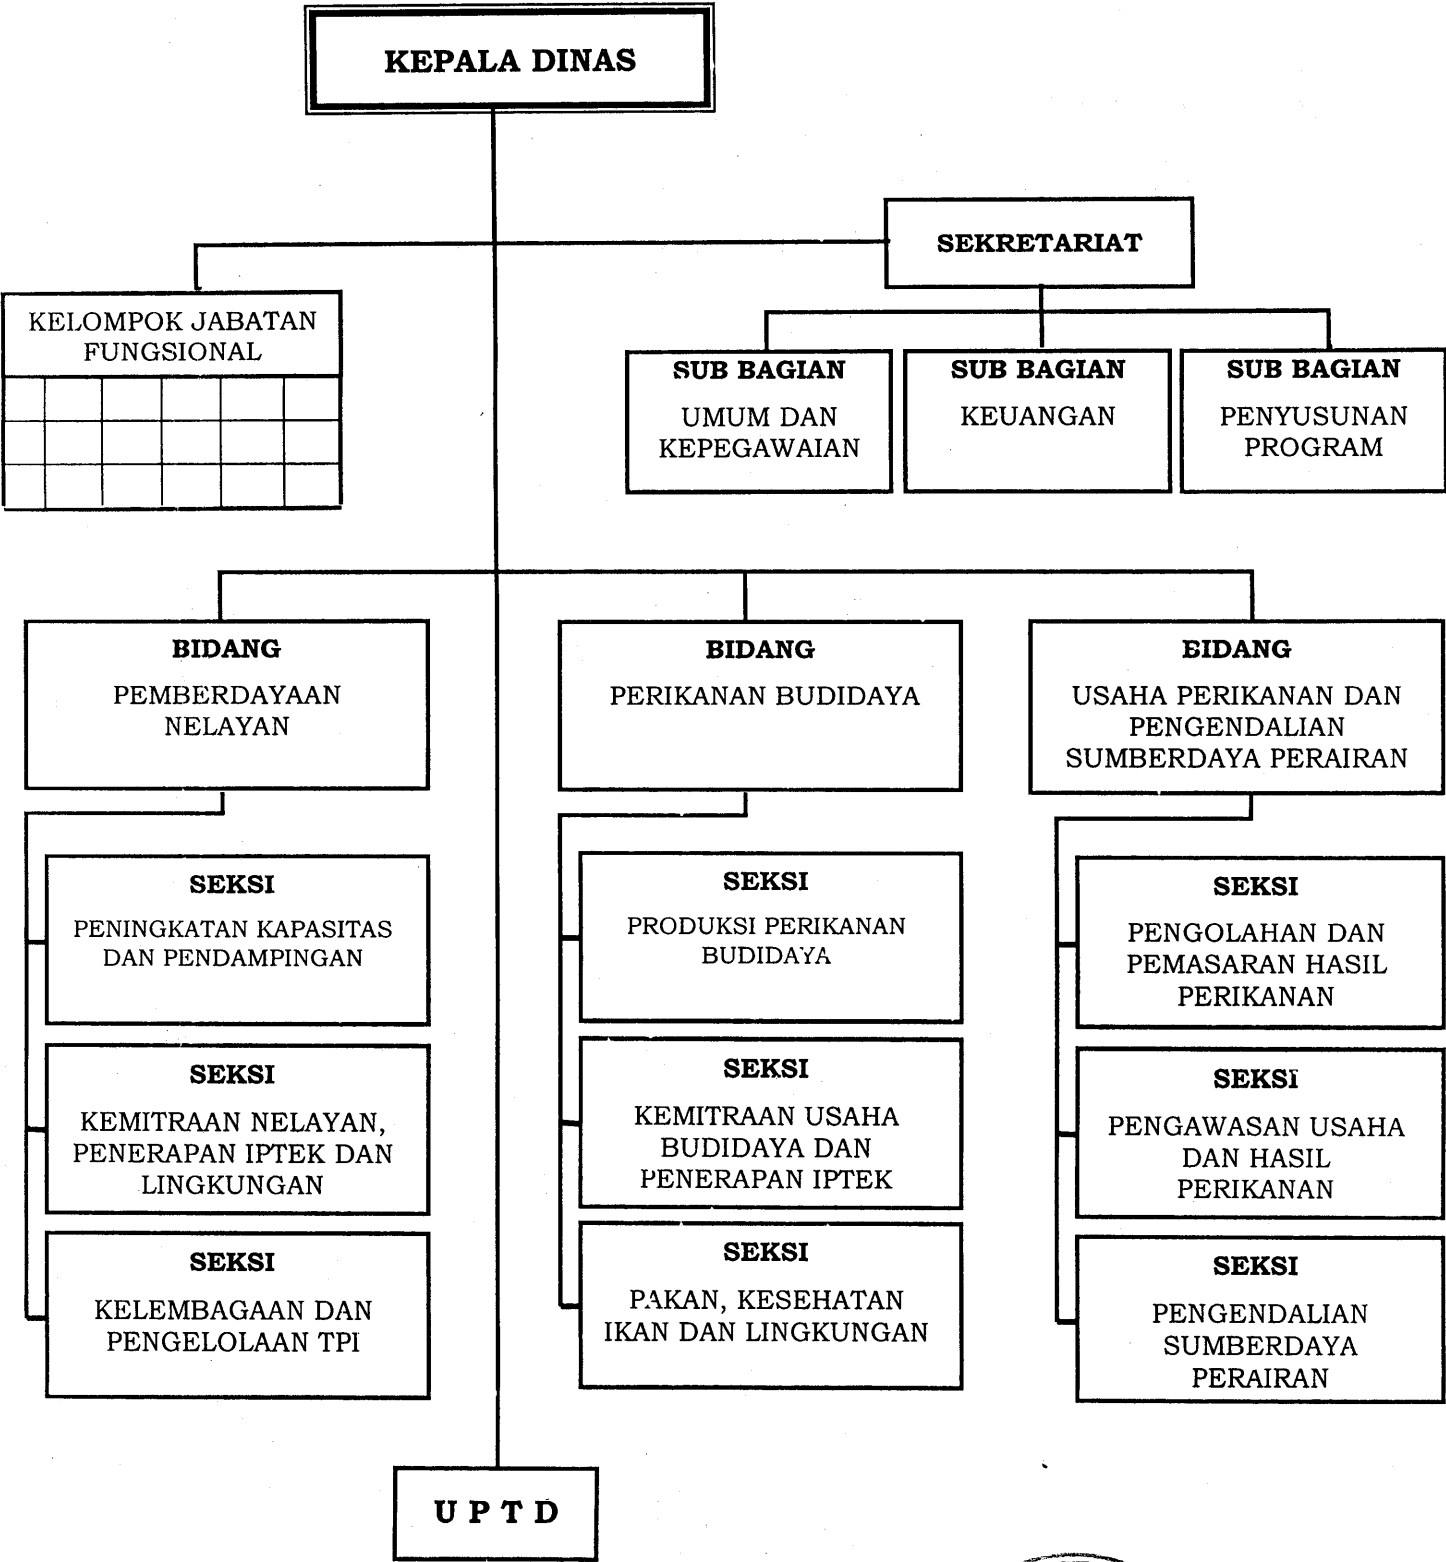 KEPALA DINAS
SEKRETARIAT
KELOMPOK JABATAN
FUNGSIONAL
SUB BAGIAN
UMUM DAN
KEPEGAWAIAN
SUB BAGIAN
KEUANGAN
SUB BAGIAN
PENYUSUNAN
PROGRAM
BIDANG
PEMBERDAYAAN
NELAYAN
BIDANG
PERIKANAN BUDIDAYA
BIDANG
USAHA PERIKANAN DAN
PENGENDALIAN
SUMBERDAYA PERAIRAN
SEKSI
PENINGKATAN KAPASITAS
DAN PENDAMPINGAN
SEKSI
KEMITRAAN NELAYAN,
PENERAPAN IPTEK DAN
LINGKUNGAN
SEKSI
KELEMBAGAAN DAN
PENGELOLAAN TPI
SEKSI
PRODUKSI PERIKANAN
BUDIDAYA
SEKSI
KEMITRAAN USAHA
BUDIDAYA DAN
PENERAPAN IPTEK
SEKSI
PAKAN, KESEHATAN
IKAN DAN LINGKUNGAN
SEKSI
PENGOLAHAN DAN
PEMASARAN HASIL
PERIKANAN
SEKSI
PENGAWASAN USAHA
DAN HASIL
PERIKANAN
SEKSI
PENGENDALIAN
SUMBERDAYA
PERAIRAN
U P T D